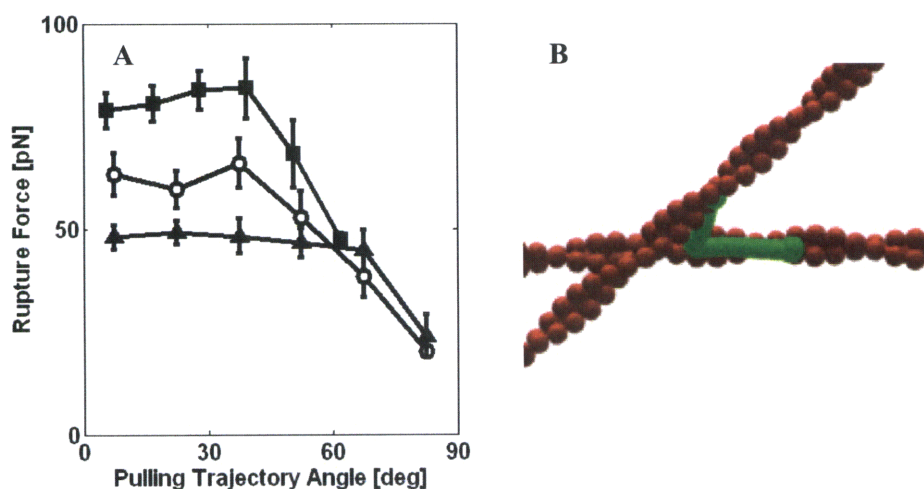 A
B
100
50
0
Rupture Force [pN]
0 30 60 90
Pulling Trajectory Angle [deg]